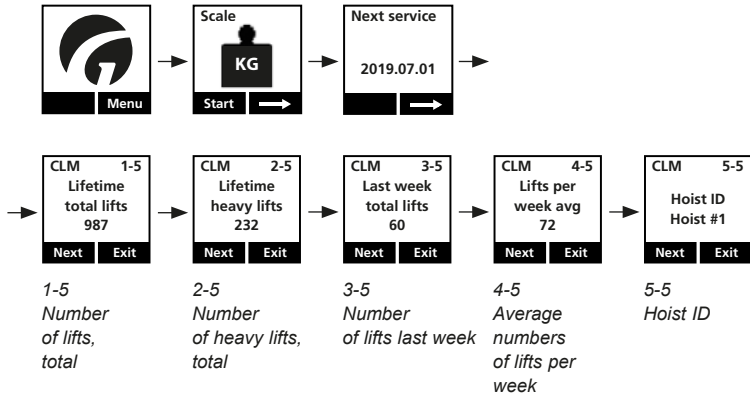 Menu
Scale
KG
Start
Next service
2019.07.01
CLM 1-5
Lifetime
total lifts
987
Next Exit
CLM 2-5
Lifetime
heavy lifts
232
Next Exit
CLM 3-5
Last week
total lifts
60
Next Exit
CLM 4-5
Lifts per
week avg
72
Next Exit
CLM 5-5
Hoist ID
Hoist #1
Next Exit
1-5
Number
of lifts,
total
2-5
Number
of heavy lifts,
total
3-5
Number
of lifts last week
4-5
Average
numbers
of lifts per
week
5-5
Hoist ID